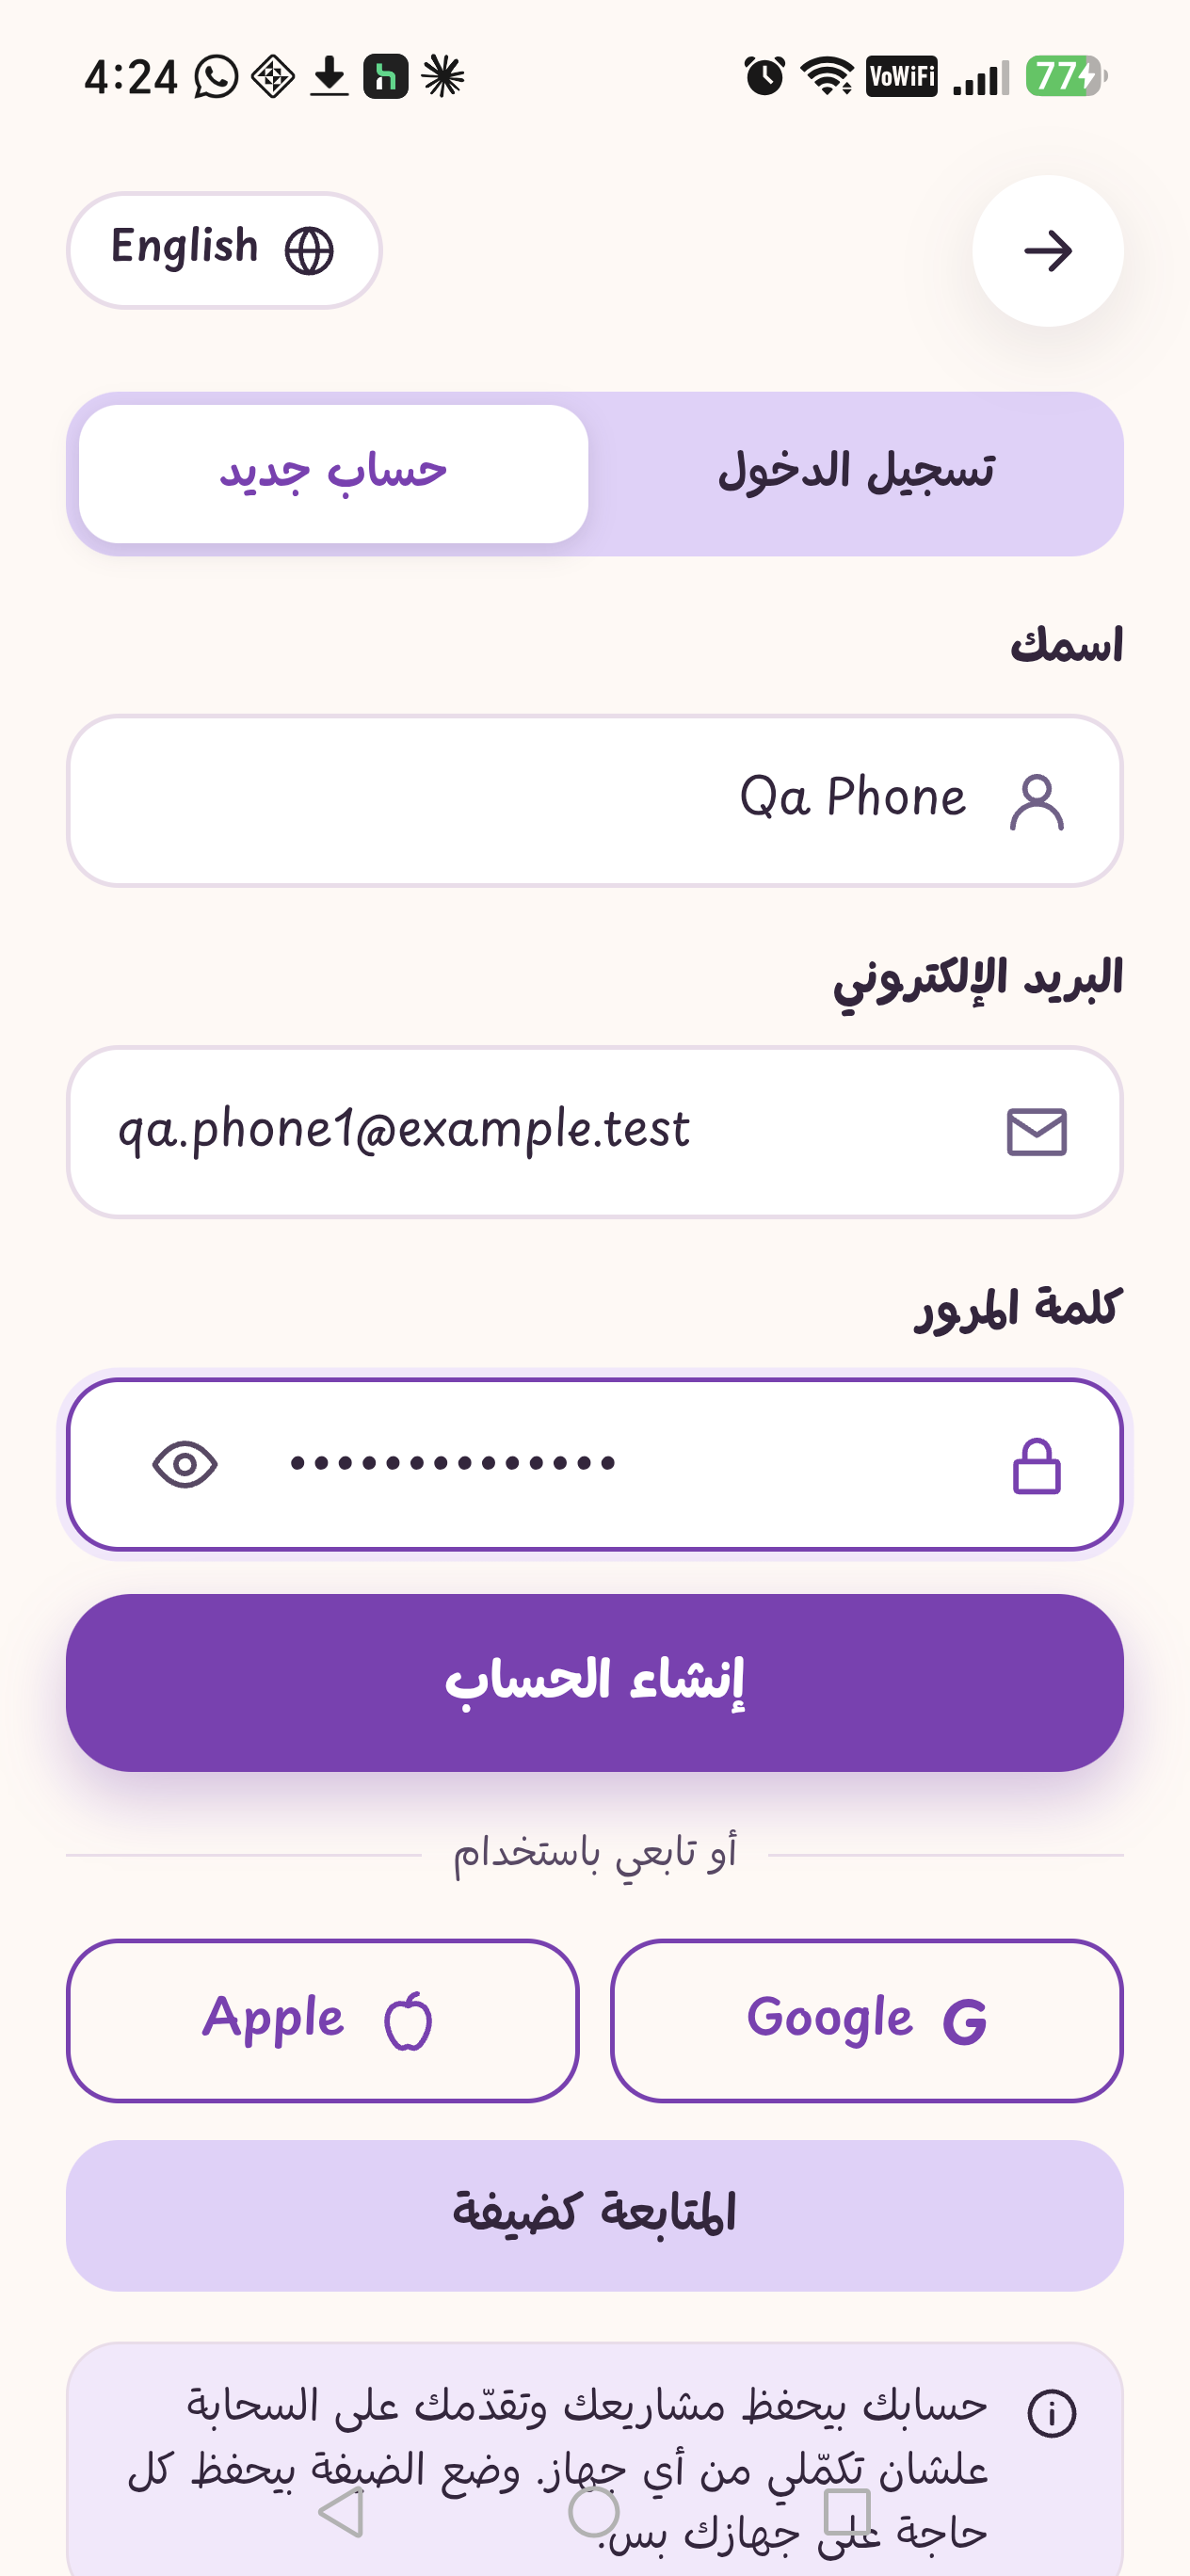 4:24
VoWiFi
77
English
تسجيل الدخول
حساب جديد
اسمك
Qa Phone
البريد الإلكتروني
qa.phone1@example.test
كلمة المرور
إنشاء الحساب
أو تابعي باستخدام
Google
Apple
المتابعة كضيفة
حسابك بيحفظ مشاريعك وتقدّمك على السحابة
علشان تكمّلي من أي جهاز. وضع الضيفة بيحفظ كل
حاجة على جهازك بس.